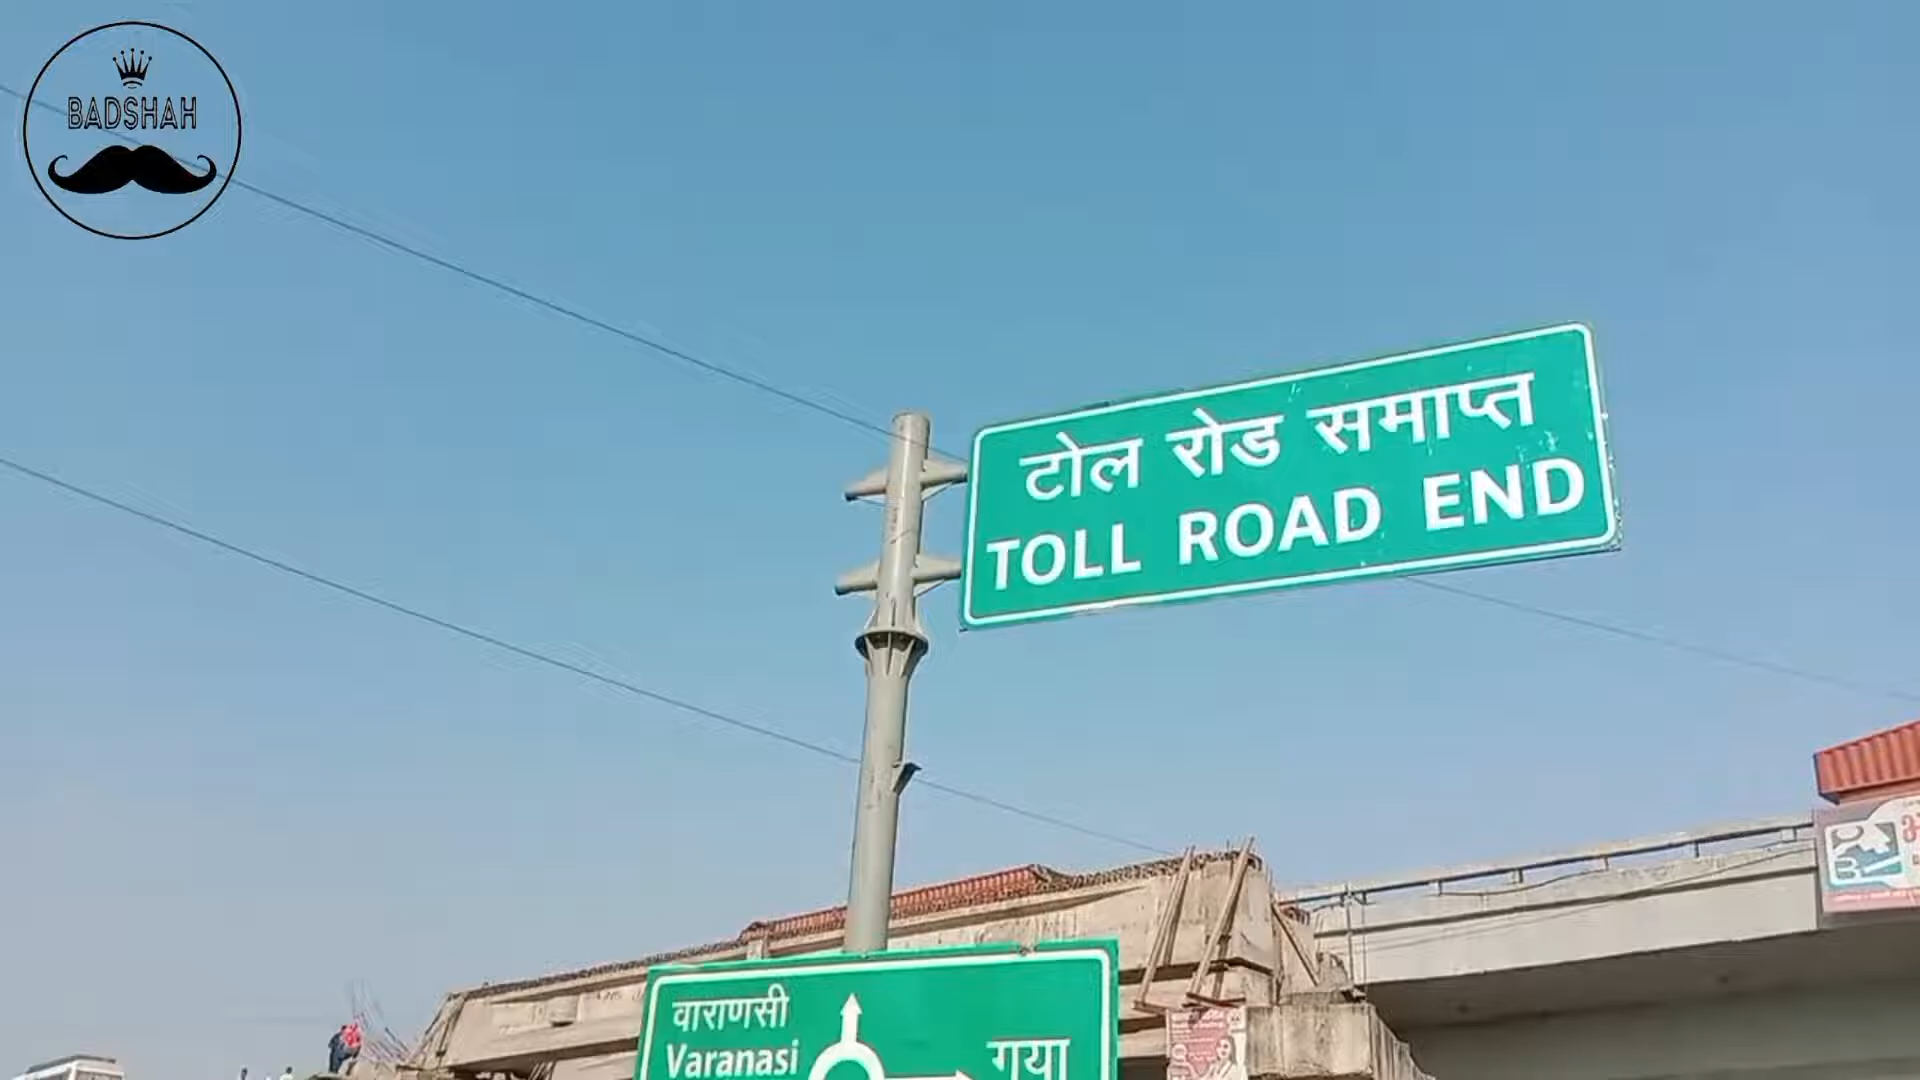 BADSHAH
टोल रोड समाप्त
TOLL ROAD END
वाराणसी
Varanasi
गया